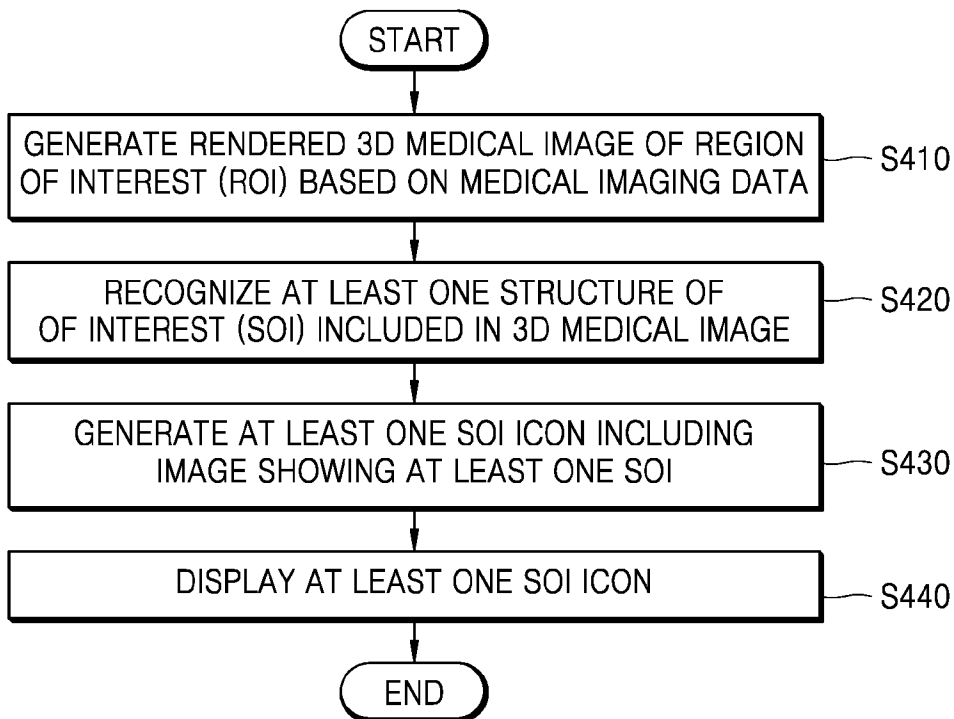 START
GENERATE RENDERED 3D MEDICAL IMAGE OF REGION
OF INTEREST (ROI) BASED ON MEDICAL IMAGING DATA
S410
RECOGNIZE AT LEAST ONE STRUCTURE OF
OF INTEREST (SOI) INCLUDED IN 3D MEDICAL IMAGE
S420
GENERATE AT LEAST ONE SOI ICON INCLUDING
IMAGE SHOWING AT LEAST ONE SOI
S430
DISPLAY AT LEAST ONE SOI ICON
S440
END